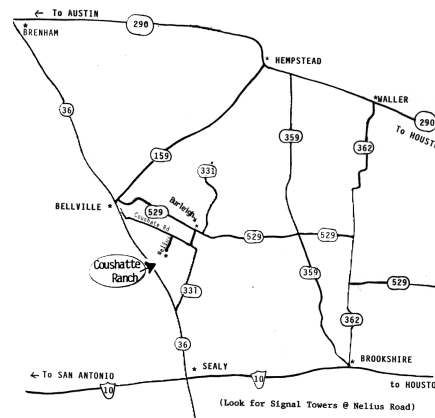 ← To AUSTIN
290
BRENHAM
HEMPSTEAD
WALLER
290
To HOUSTO
36
359
362
159
331
Burleigh
BELLVILLE
529
Coushatte Rd
529
529
Coushatte
Ranch
359
529
331
362
36
← To SAN ANTONIO
SEALY
BROOKSHIRE
10
10
to HOUSTO
(Look for Signal Towers @ Nelius Road)